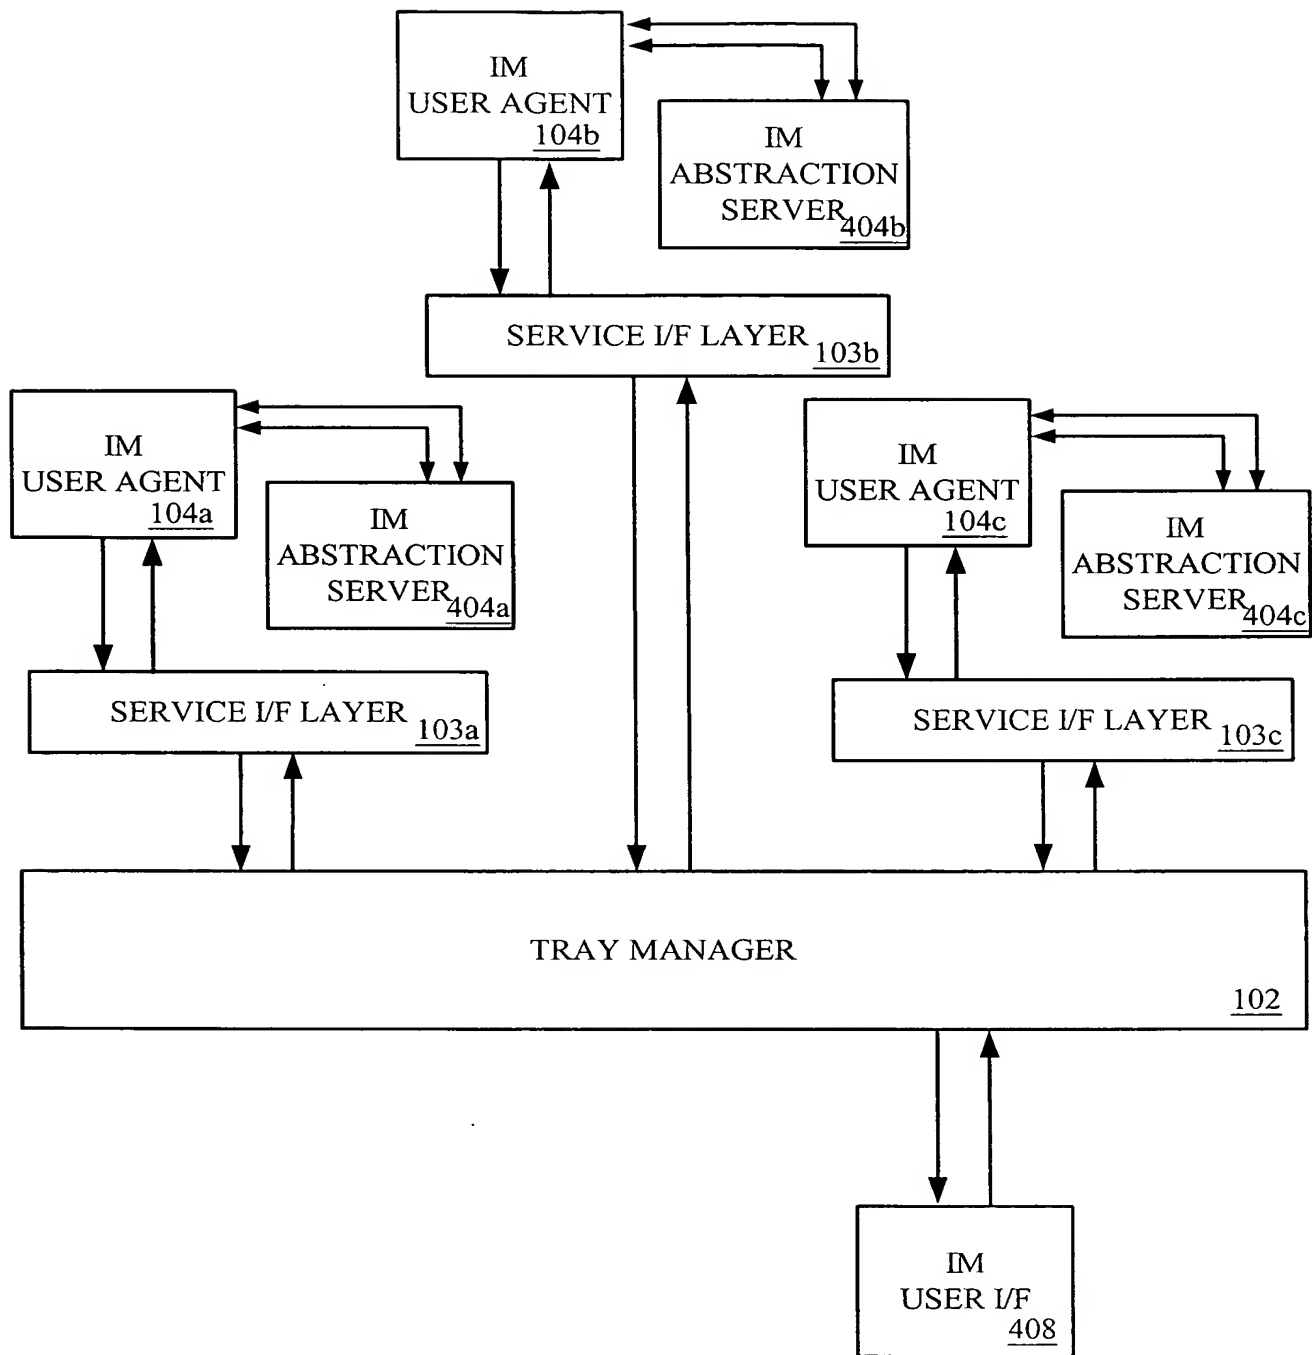 IM
USER AGENT
104b
IM
ABSTRACTION
SERVER
404b
SERVICE I/F LAYER
103b
IM
USER AGENT
104a
IM
ABSTRACTION
SERVER
404a
SERVICE I/F LAYER
103a
IM
USER AGENT
104c
IM
ABSTRACTION
SERVER
404c
SERVICE I/F LAYER
103c
TRAY MANAGER
102
IM
USER I/F
408